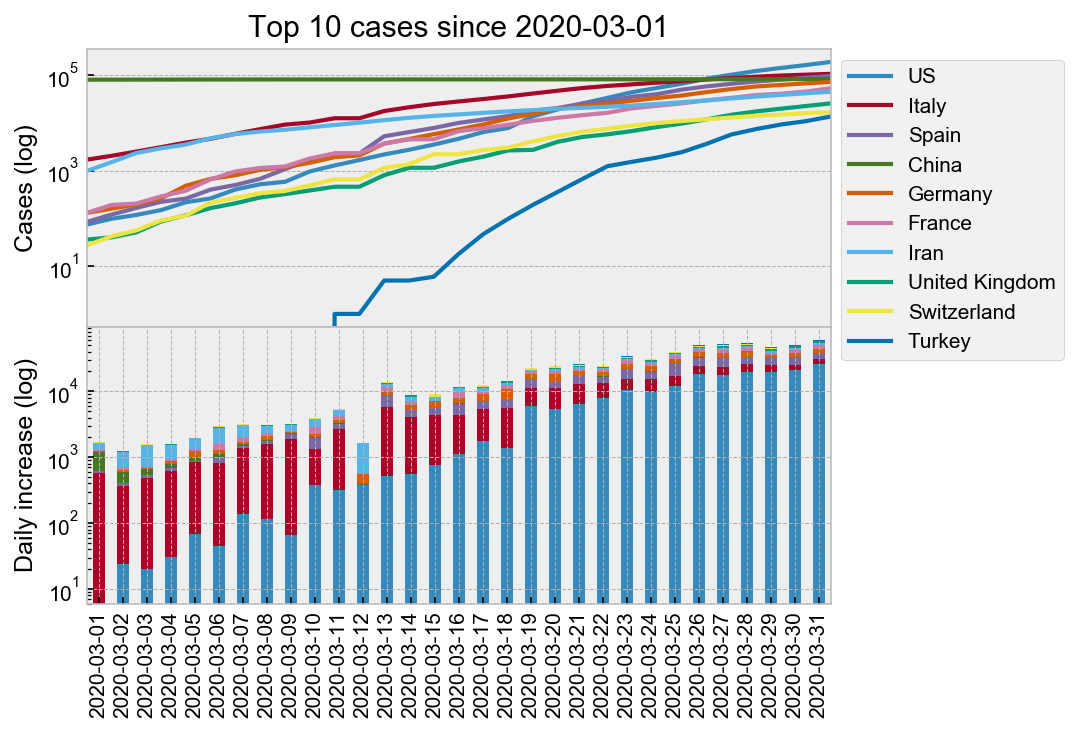 Top 10 cases since 2020-03-01
Cases (log)
10^5
10^3
10^1
US
Italy
Spain
China
Germany
France
Iran
United Kingdom
Switzerland
Turkey
Daily increase (log)
10^4
10^3
10^2
10^1
2020-03-01
2020-03-02
2020-03-03
2020-03-04
2020-03-05
2020-03-06
2020-03-07
2020-03-08
2020-03-09
2020-03-10
2020-03-11
2020-03-12
2020-03-13
2020-03-14
2020-03-15
2020-03-16
2020-03-17
2020-03-18
2020-03-19
2020-03-20
2020-03-21
2020-03-22
2020-03-23
2020-03-24
2020-03-25
2020-03-26
2020-03-27
2020-03-28
2020-03-29
2020-03-30
2020-03-31